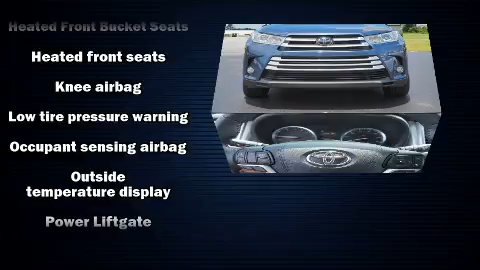 Heated Front Bucket Seats
Heated front seats
Knee airbag
Low tire pressure warning
Occupant sensing airbag
Outside
temperature display
Power Liftgate